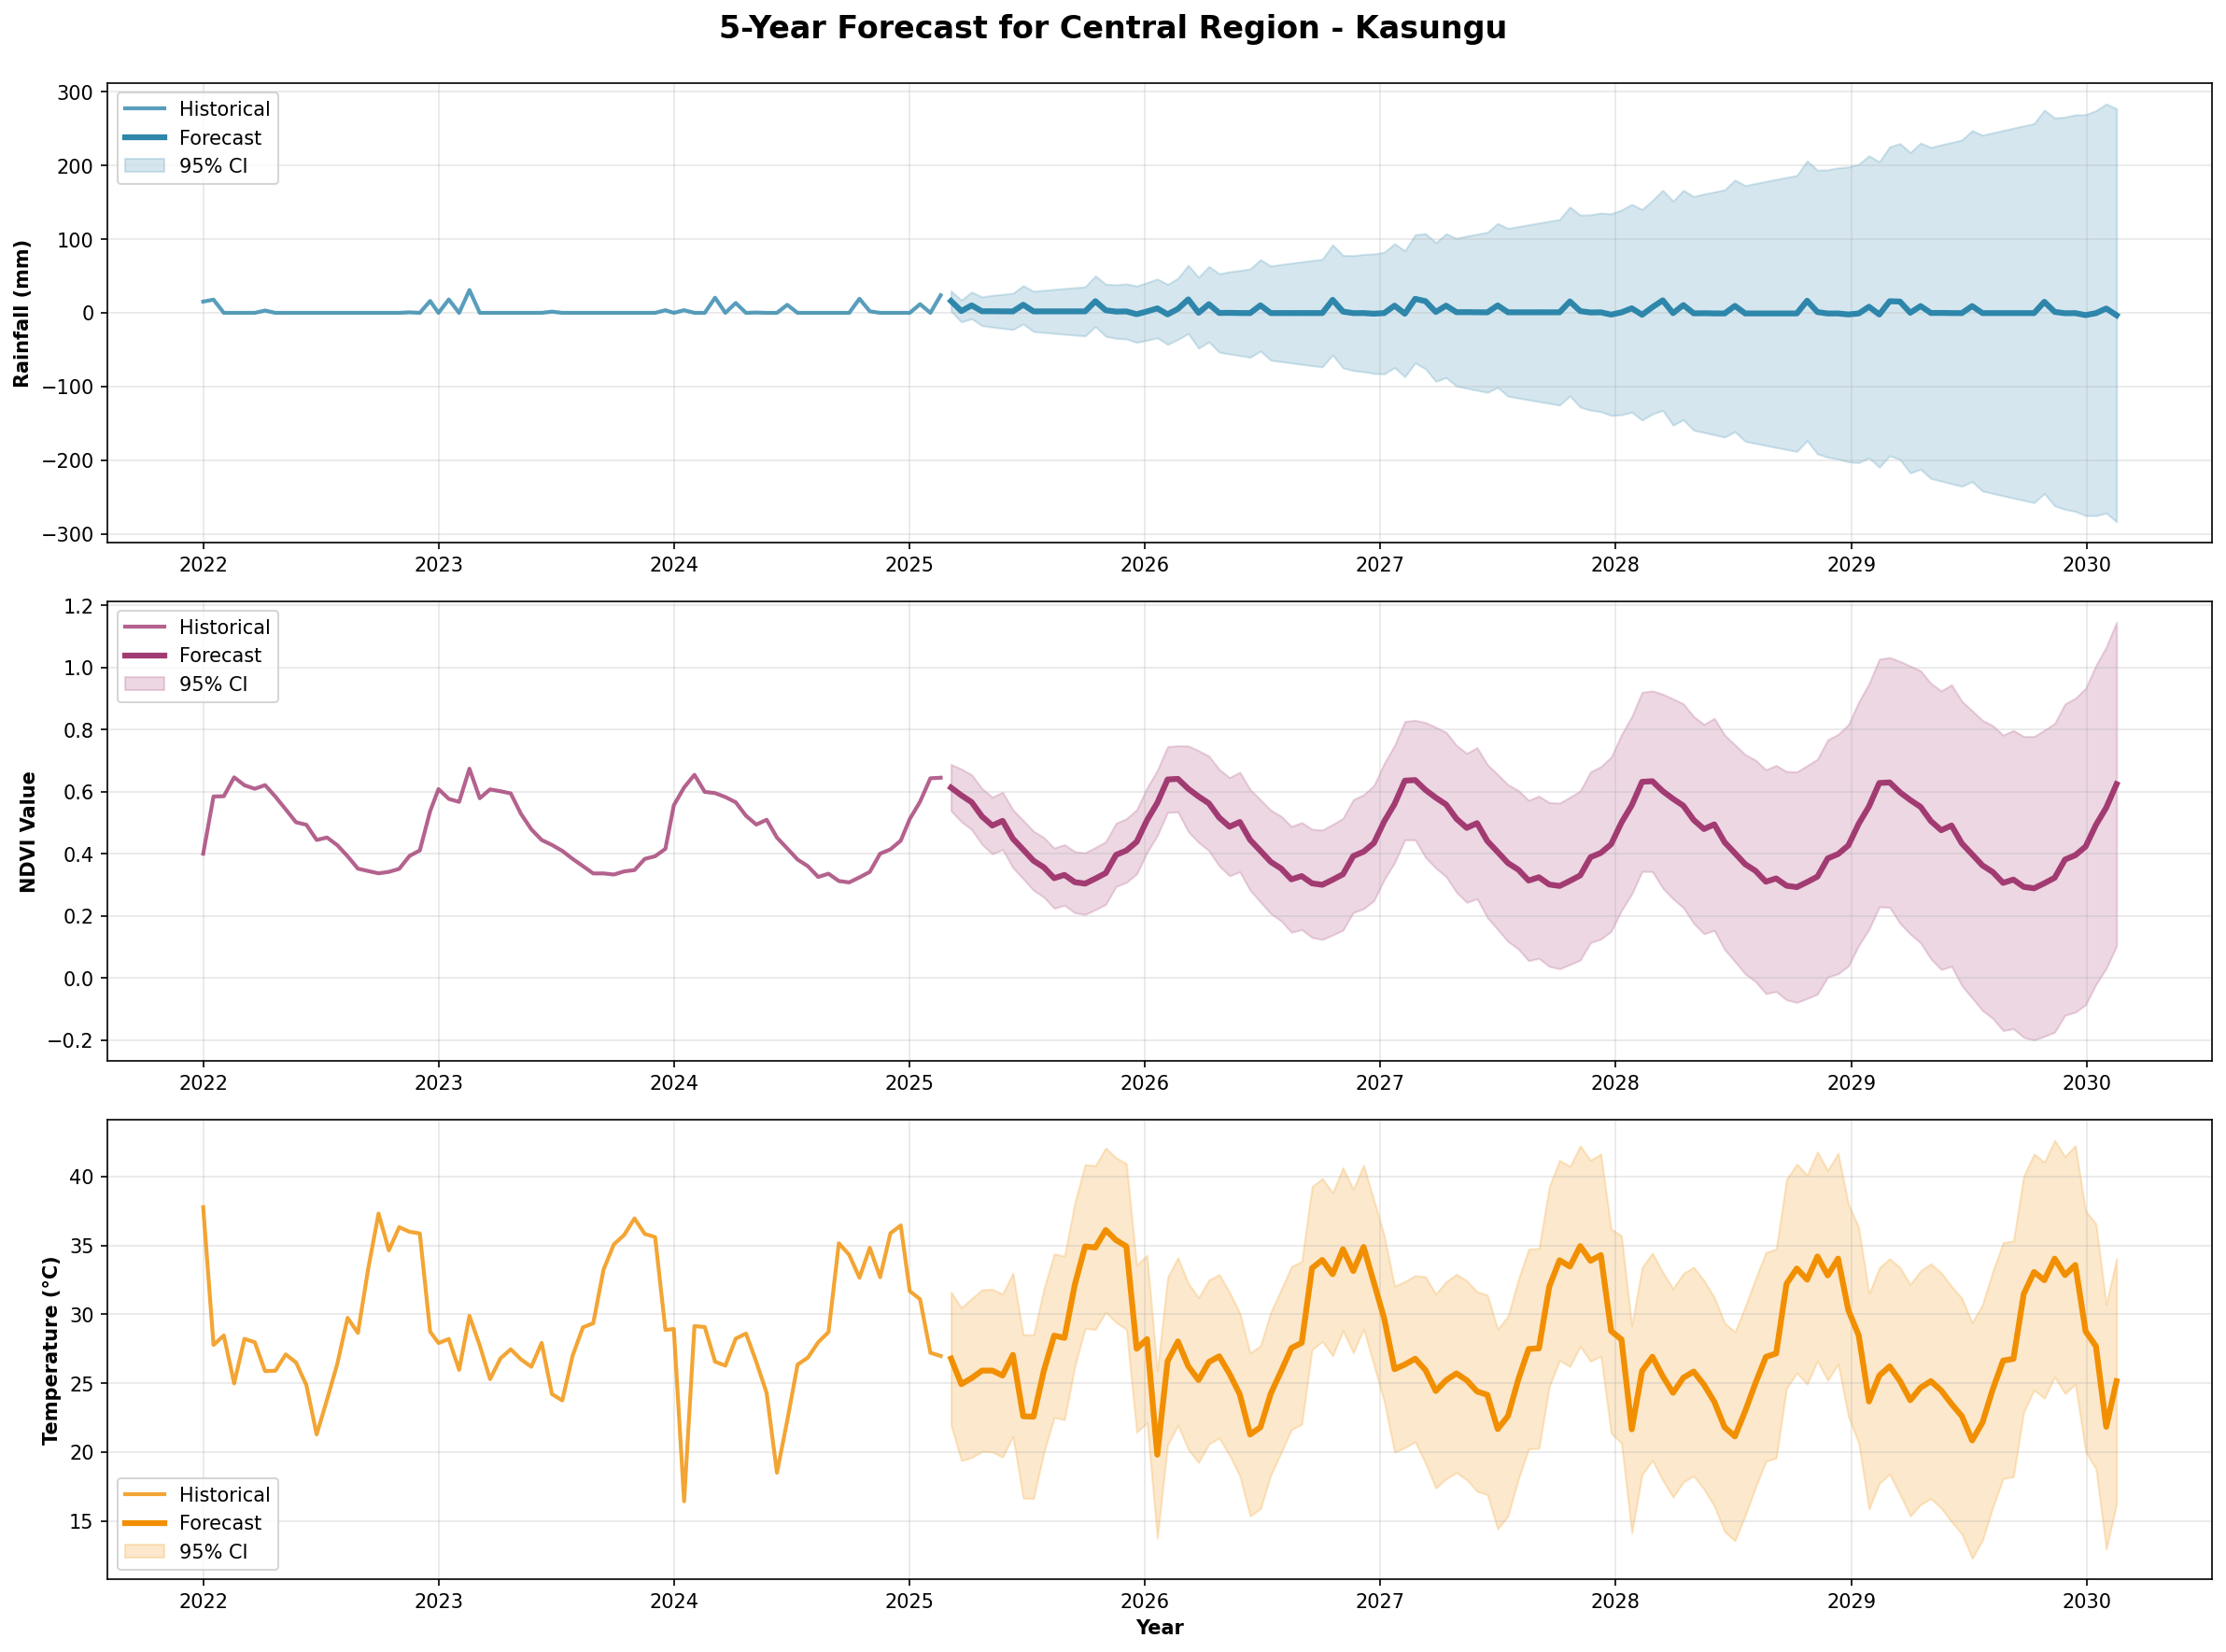 5-Year Forecast for Central Region - Kasungu
Rainfall (mm)
300
200
100
0
−100
−200
−300
Historical
Forecast
95% CI
2022 2023 2024 2025 2026 2027 2028 2029 2030
NDVI Value
1.2
1.0
0.8
0.6
0.4
0.2
0.0
−0.2
Historical
Forecast
95% CI
2022 2023 2024 2025 2026 2027 2028 2029 2030
Temperature (°C)
40
35
30
25
20
15
Historical
Forecast
95% CI
2022 2023 2024 2025 2026 2027 2028 2029 2030
Year